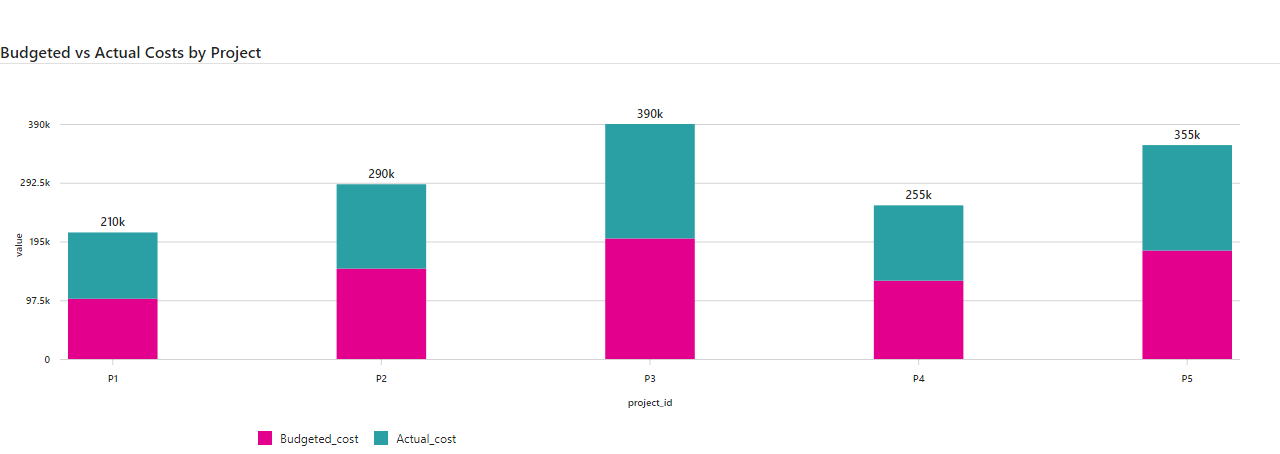 Budgeted vs Actual Costs by Project
390k
390k
355k
290k
292.5k
255k
210k
195k
value
97.5k
0
P1 P2 P3 P4 P5
project_id
Budgeted_cost Actual_cost